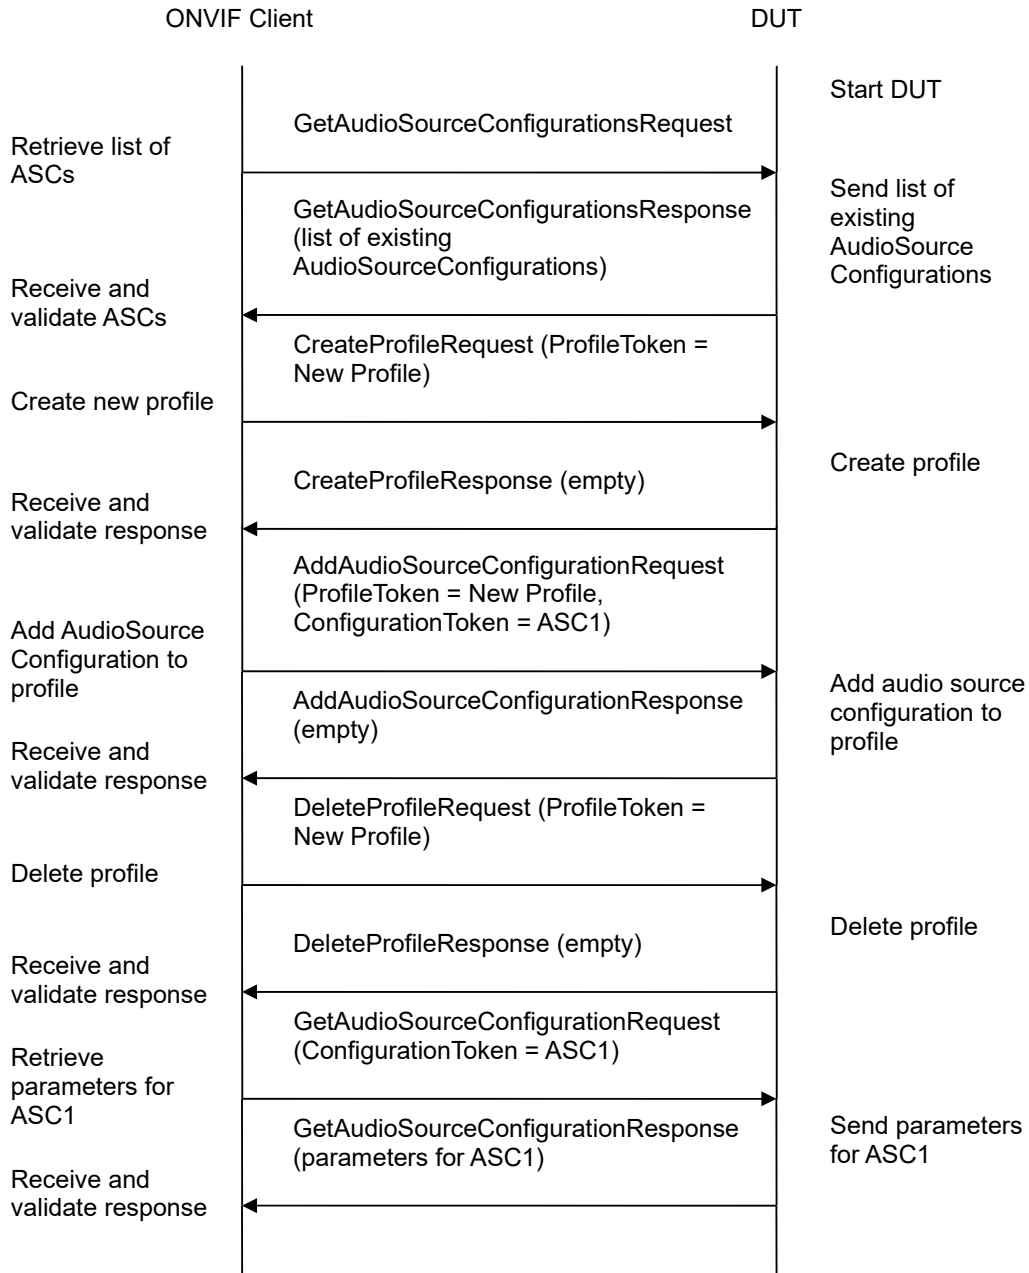 ONVIF Client
DUT
Start DUT
GetAudioSourceConfigurationsRequest
Retrieve list of
ASCs
Send list of
existing
AudioSource
Configurations
GetAudioSourceConfigurationsResponse
(list of existing
AudioSourceConfigurations)
Receive and
validate ASCs
CreateProfileRequest (ProfileToken =
New Profile)
Create new profile
Create profile
CreateProfileResponse (empty)
Receive and
validate response
AddAudioSourceConfigurationRequest
(ProfileToken = New Profile,
ConfigurationToken = ASC1)
Add AudioSource
Configuration to
profile
Add audio source
configuration to
profile
AddAudioSourceConfigurationResponse
(empty)
Receive and
validate response
DeleteProfileRequest (ProfileToken =
New Profile)
Delete profile
Delete profile
DeleteProfileResponse (empty)
Receive and
validate response
GetAudioSourceConfigurationRequest
(ConfigurationToken = ASC1)
Retrieve
parameters for
ASC1
Send parameters
for ASC1
GetAudioSourceConfigurationResponse
(parameters for ASC1)
Receive and
validate response